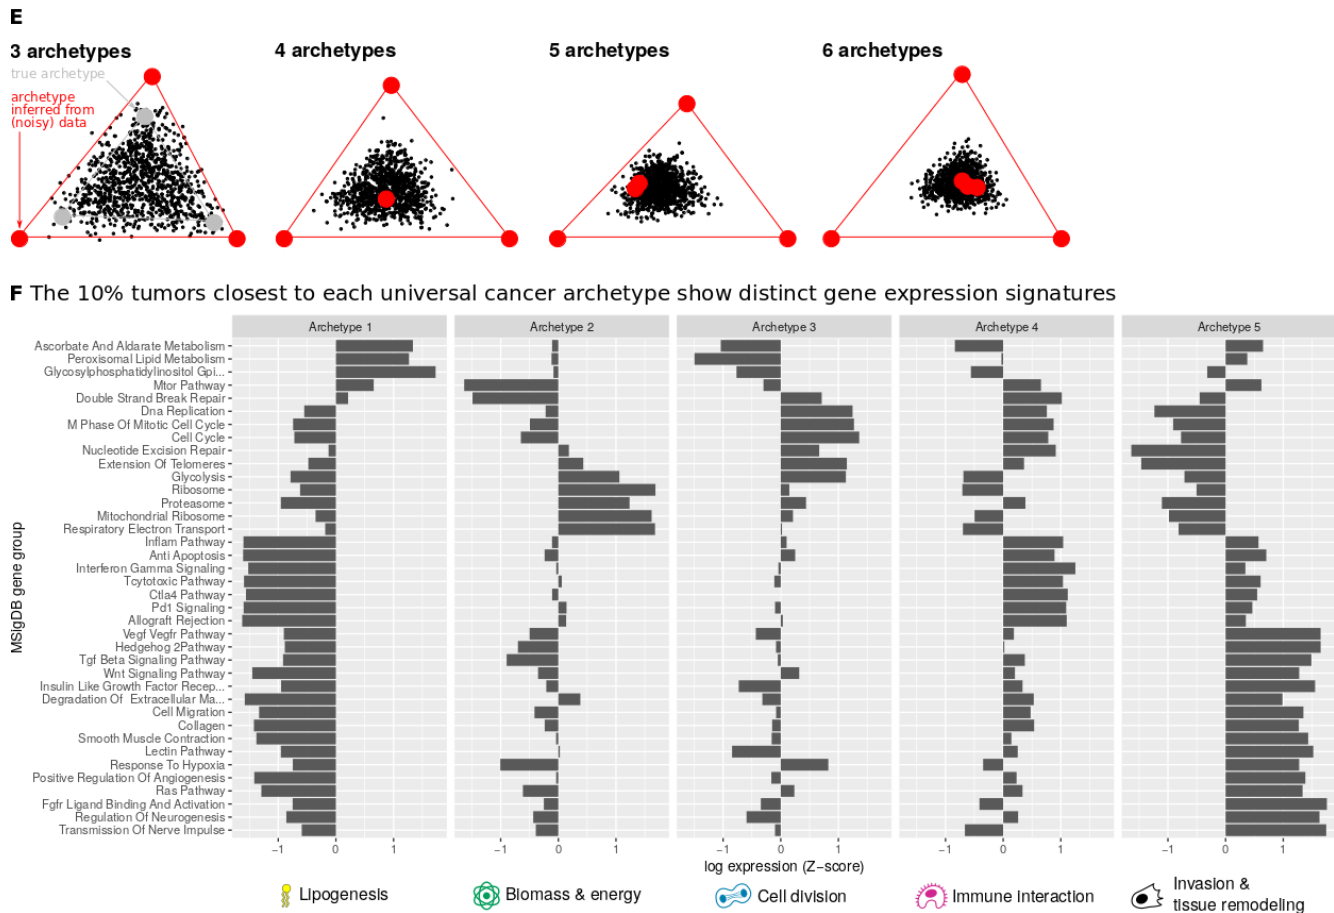 E
3 archetypes
4 archetypes
5 archetypes
6 archetypes
true archetype
archetype
inferred from
(noisy) data
F The 10% tumors closest to each universal cancer archetype show distinct gene expression signatures
Archetype 1
Archetype 2
Archetype 3
Archetype 4
Archetype 5
MSigDB gene group
Ascorbate And Aldarate Metabolism
Peroxisomal Lipid Metabolism
Glycosylphosphatidylinositol Gpi...
Mtor Pathway
Double Strand Break Repair
Dna Replication
M Phase Of Mitotic Cell Cycle
Cell Cycle
Nucleotide Excision Repair
Extension Of Telomeres
Glycolysis
Ribosome
Proteasome
Mitochondrial Ribosome
Respiratory Electron Transport
Inflam Pathway
Anti Apoptosis
Interferon Gamma Signaling
Tcytotoxic Pathway
Ctla4 Pathway
Pd1 Signaling
Allograft Rejection
Vegf Vegfr Pathway
Hedgehog 2Pathway
Tgf Beta Signaling Pathway
Wnt Signaling Pathway
Insulin Like Growth Factor Recep...
Degradation Of Extracellular Ma...
Cell Migration
Collagen
Smooth Muscle Contraction
Lectin Pathway
Response To Hypoxia
Positive Regulation Of Angiogenesis
Ras Pathway
Fgfr Ligand Binding And Activation
Regulation Of Neurogenesis
Transmission Of Nerve Impulse
−1 0 1 −1 0 1 −1 0 1 −1 0 1 −1 0 1
log expression (Z−score)
Lipogenesis
Biomass & energy
Cell division
Immune interaction
Invasion &
tissue remodeling